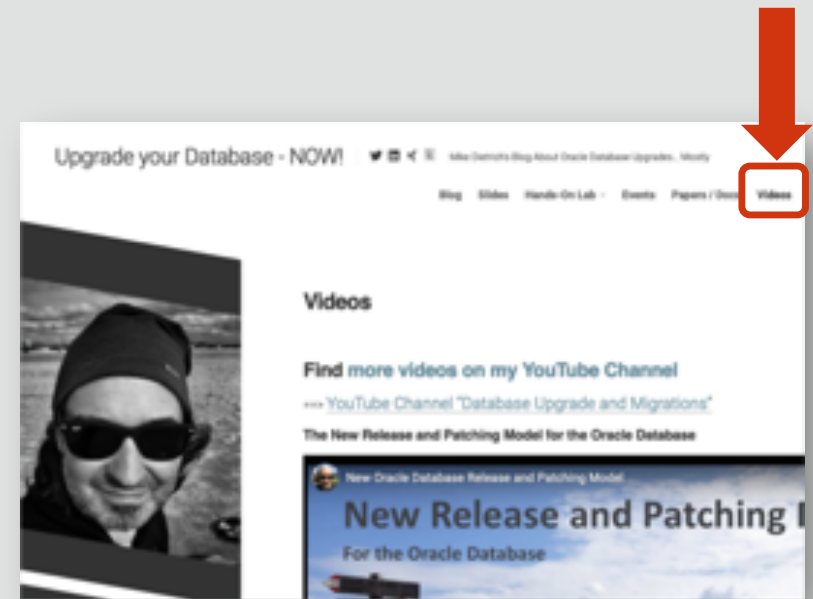 Upgrade your Database - NOW!
Mike Dietrich's Blog About Oracle Database Upgrades... Mostly
Blog Slides Hands-On Lab Events Papers / Docs Videos
Videos
Find more videos on my YouTube Channel
---> YouTube Channel "Database Upgrade and Migrations"
The New Release and Patching Model for the Oracle Database
New Oracle Database Release and Patching Model
New Release and Patching
For the Oracle Database